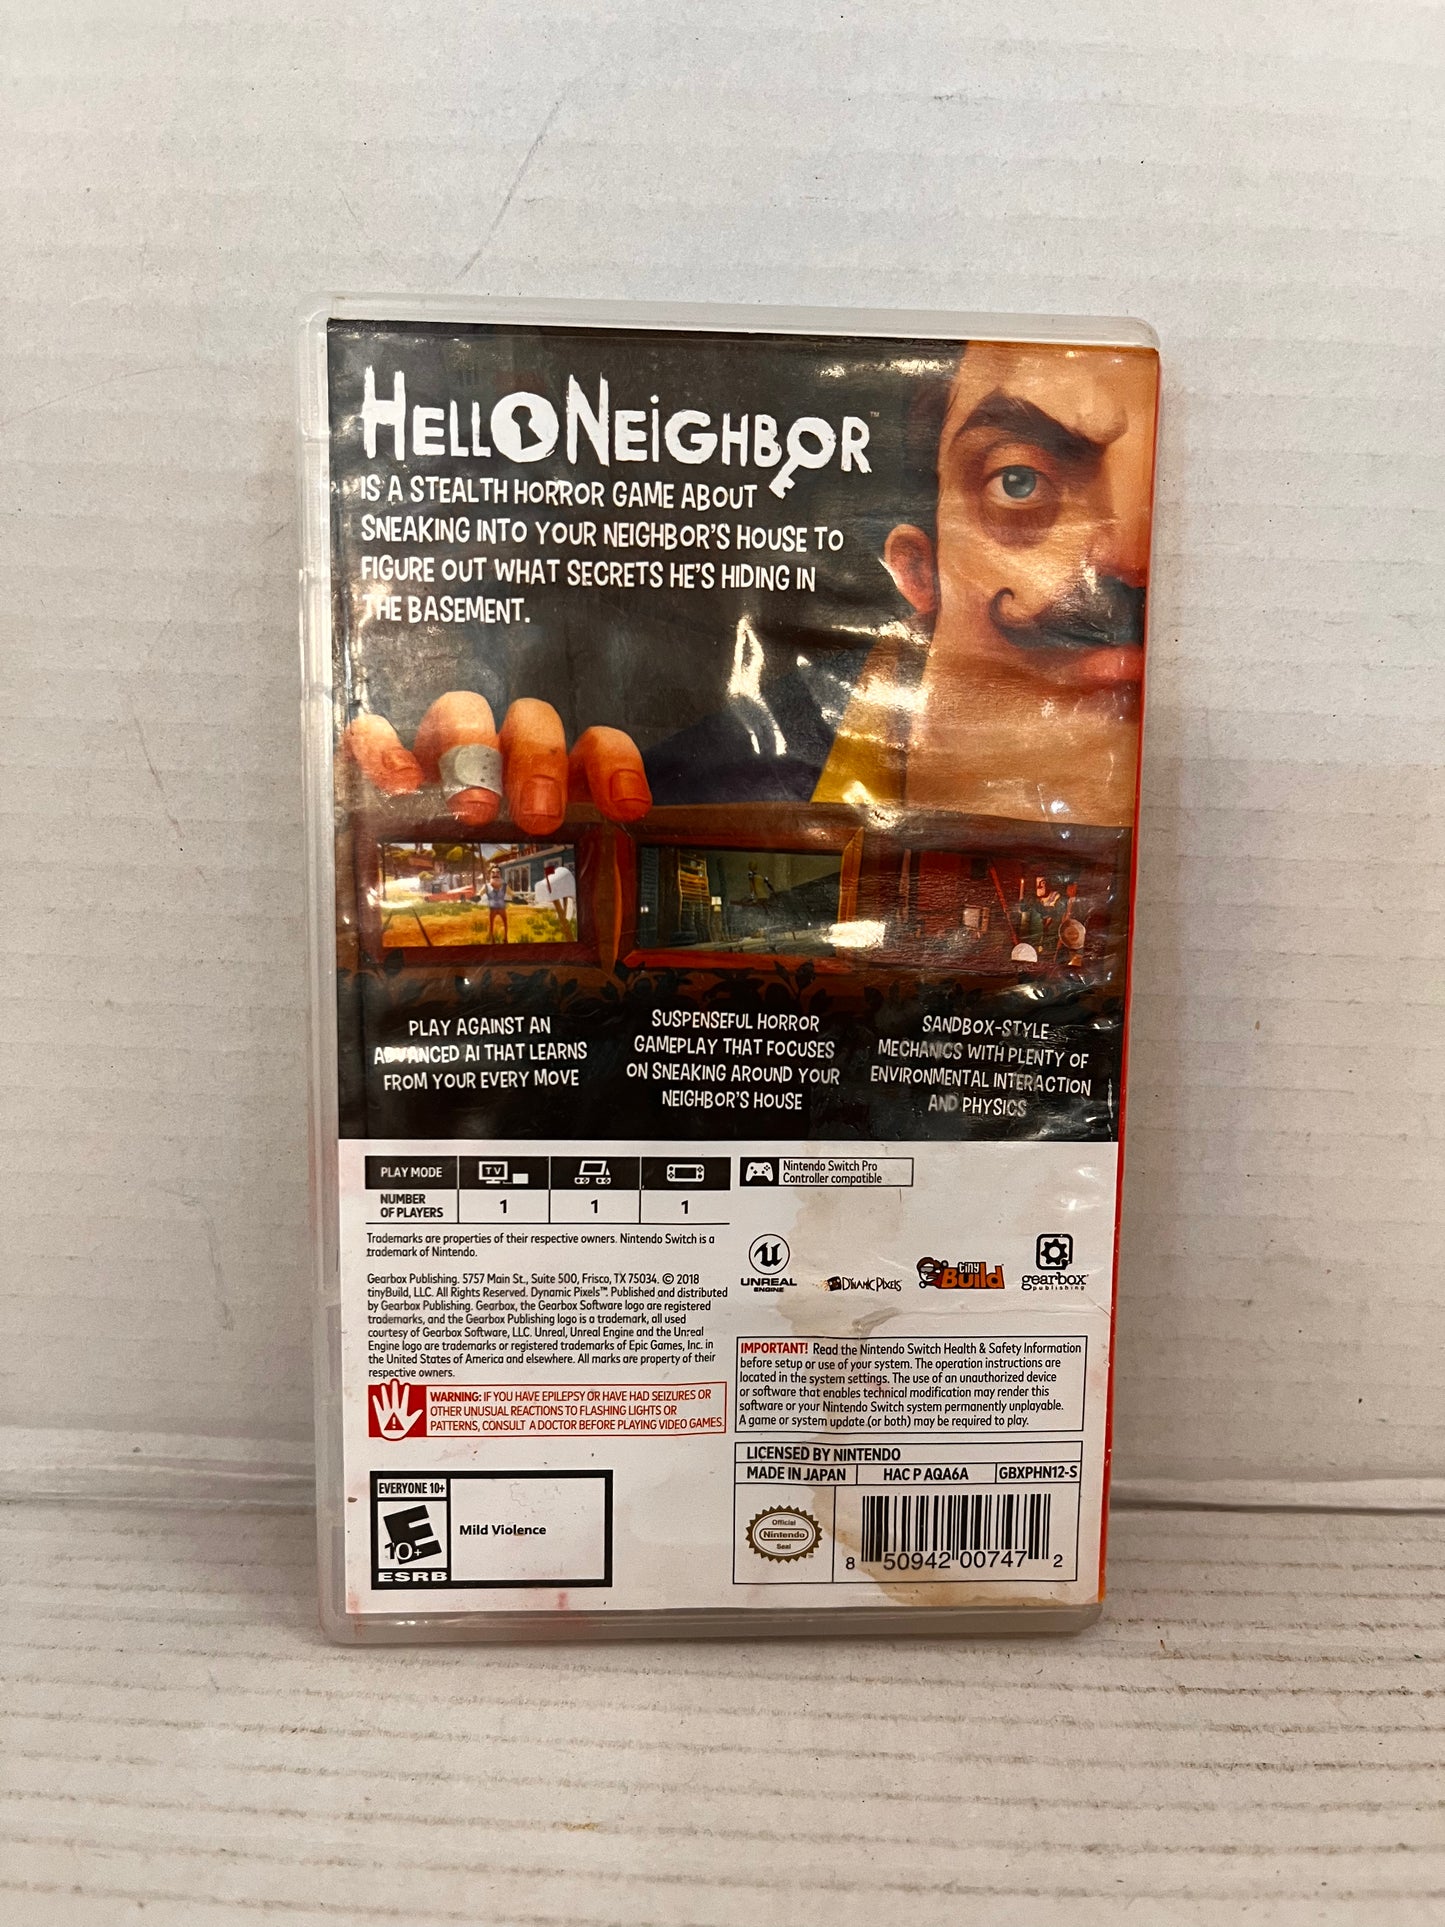 HELLO NEIGHBOR™
IS A STEALTH HORROR GAME ABOUT
SNEAKING INTO YOUR NEIGHBOR'S HOUSE TO
FIGURE OUT WHAT SECRETS HE'S HIDING IN
THE BASEMENT.
PLAY AGAINST AN
ADVANCED AI THAT LEARNS
FROM YOUR EVERY MOVE
SUSPENSEFUL HORROR
GAMEPLAY THAT FOCUSES
ON SNEAKING AROUND YOUR
NEIGHBOR'S HOUSE
SANDBOX-STYLE
MECHANICS WITH PLENTY OF
ENVIRONMENTAL INTERACTION
AND PHYSICS
PLAY MODE
TV
NUMBER
OF PLAYERS
1
1
1
Nintendo Switch Pro
Controller compatible
Trademarks are properties of their respective owners. Nintendo Switch is a
trademark of Nintendo.
Gearbox Publishing. 5757 Main St., Suite 500, Frisco, TX 75034. © 2018
tinyBuild, LLC. All Rights Reserved. Dynamic Pixels™. Published and distributed
by Gearbox Publishing. Gearbox, the Gearbox Software logo are registered
trademarks, and the Gearbox Publishing logo is a trademark, all used
courtesy of Gearbox Software, LLC. Unreal, Unreal Engine and the Unreal
Engine logo are trademarks or registered trademarks of Epic Games, Inc. in
the United States of America and elsewhere. All marks are property of their
respective owners.
WARNING: IF YOU HAVE EPILEPSY OR HAVE HAD SEIZURES OR
OTHER UNUSUAL REACTIONS TO FLASHING LIGHTS OR
PATTERNS, CONSULT A DOCTOR BEFORE PLAYING VIDEO GAMES.
UNREAL
ENGINE
DYNAMIC PIXELS
tiny
Build
gearbox
publishing
IMPORTANT! Read the Nintendo Switch Health & Safety Information
before setup or use of your system. The operation instructions are
located in the system settings. The use of an unauthorized device
or software that enables technical modification may render this
software or your Nintendo Switch system permanently unplayable.
A game or system update (or both) may be required to play.
LICENSED BY NINTENDO
MADE IN JAPAN HAC P AQA6A GBXPHN12-S
Official
Nintendo
Seal
™
8 50942 00747 2
EVERYONE 10+
E
10+
ESRB
Mild Violence